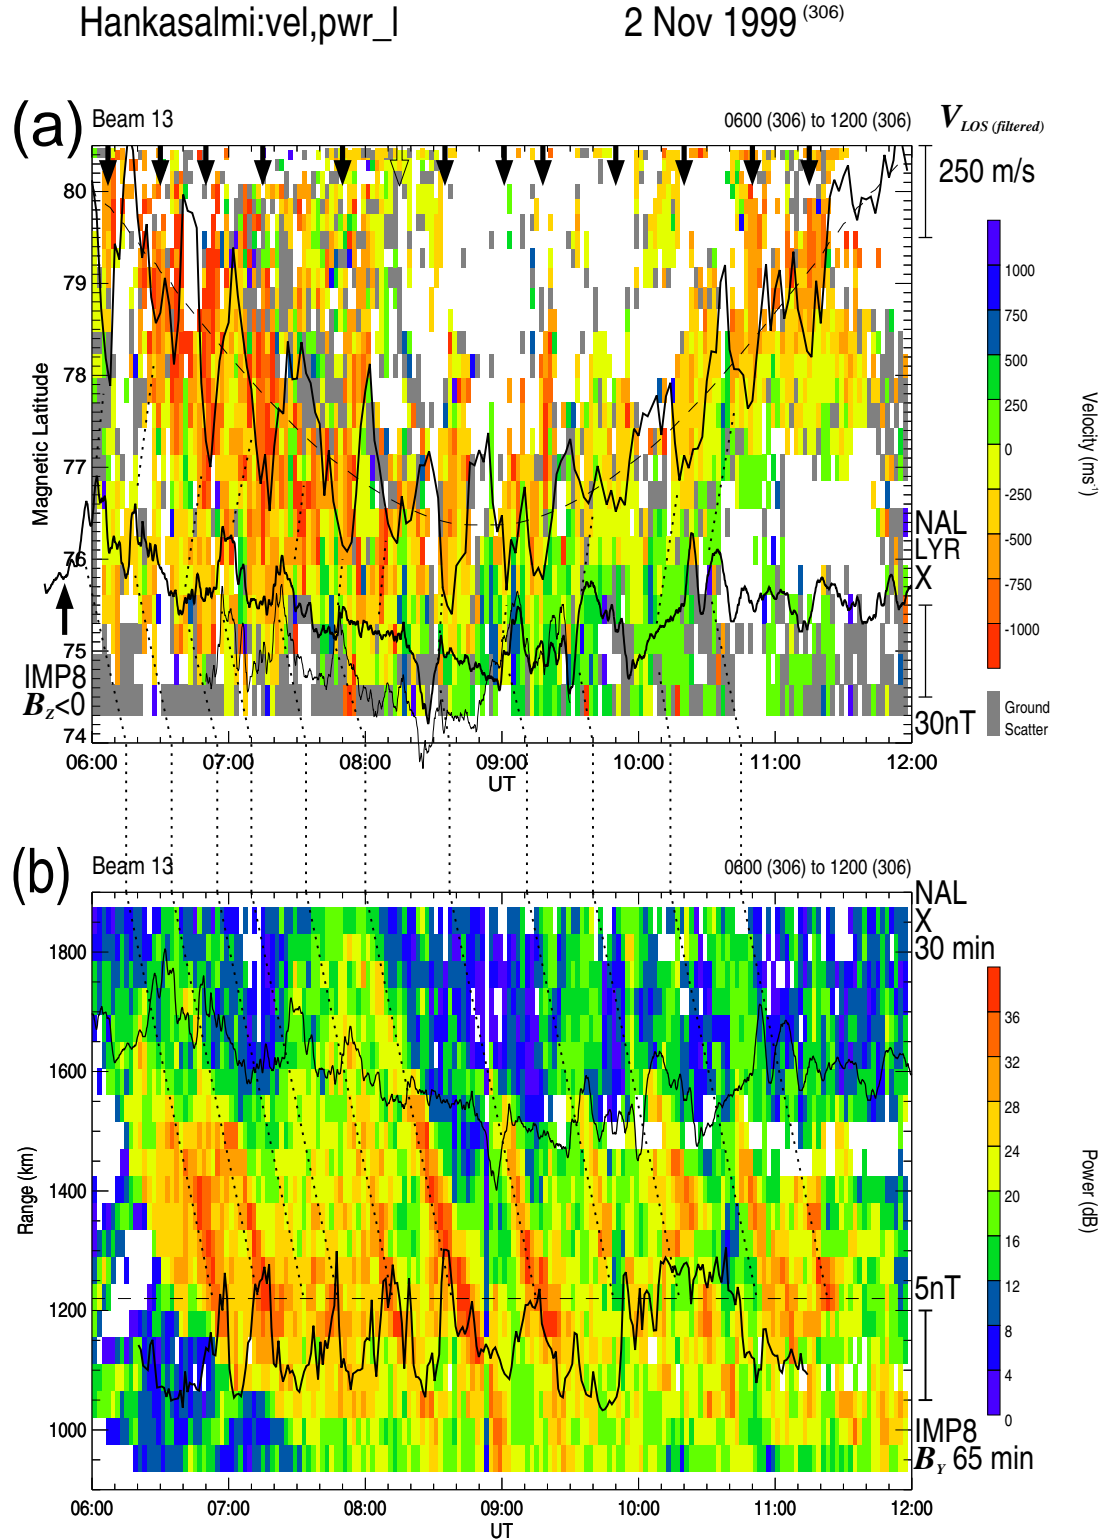 Hankasalmi:vel,pwr_l 2 Nov 1999 (306)
(a) Beam 13 0600 (306) to 1200 (306) VLOS (filtered)
250 m/s
80
79
78
77
76
75
74
Magnetic Latitude
1000
750
500
250
0
-250
-500
-750
-1000
Velocity (ms-1)
Ground
Scatter
NAL
LYR
X
30nT
IMP8
BZ<0
06:00 07:00 08:00 09:00 10:00 11:00 12:00
UT
(b) Beam 13 0600 (306) to 1200 (306)
NAL
X
30 min
1800
1600
1400
1200
1000
Range (km)
36
32
28
24
20
16
12
8
4
0
Power (dB)
5nT
IMP8
BY 65 min
06:00 07:00 08:00 09:00 10:00 11:00 12:00
UT